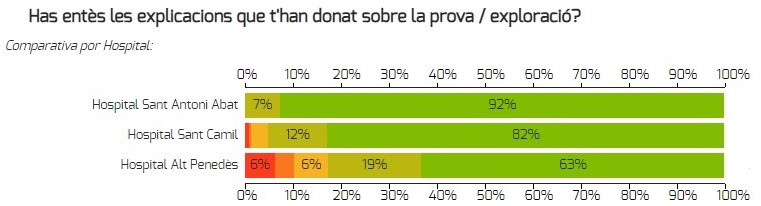 Has entès les explicacions que t'han donat sobre la prova / exploració?
Comparativa por Hospital:
0% 10% 20% 30% 40% 50% 60% 70% 80% 90% 100%
Hospital Sant Antoni Abat 7% 92%
Hospital Sant Camil 12% 82%
Hospital Alt Penedès 6% 6% 19% 63%
0% 10% 20% 30% 40% 50% 60% 70% 80% 90% 100%